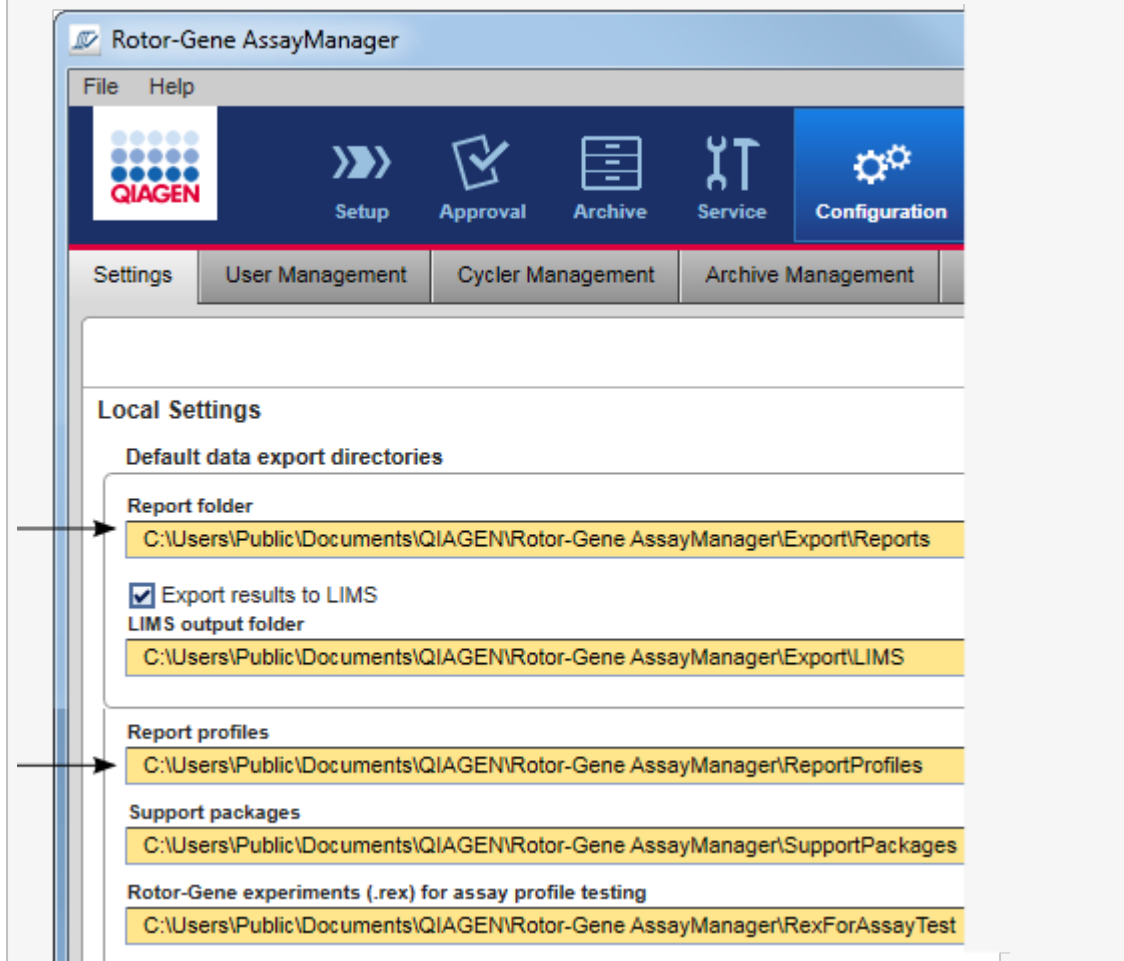 Rotor-Gene AssayManager
File Help
QIAGEN
Setup Approval Archive Service Configuration
Settings User Management Cycler Management Archive Management
Local Settings
Default data export directories
Report folder
C:\Users\Public\Documents\QIAGEN\Rotor-Gene AssayManager\Export\Reports
Export results to LIMS
LIMS output folder
C:\Users\Public\Documents\QIAGEN\Rotor-Gene AssayManager\Export\LIMS
Report profiles
C:\Users\Public\Documents\QIAGEN\Rotor-Gene AssayManager\ReportProfiles
Support packages
C:\Users\Public\Documents\QIAGEN\Rotor-Gene AssayManager\SupportPackages
Rotor-Gene experiments (.rex) for assay profile testing
C:\Users\Public\Documents\QIAGEN\Rotor-Gene AssayManager\RexForAssayTest